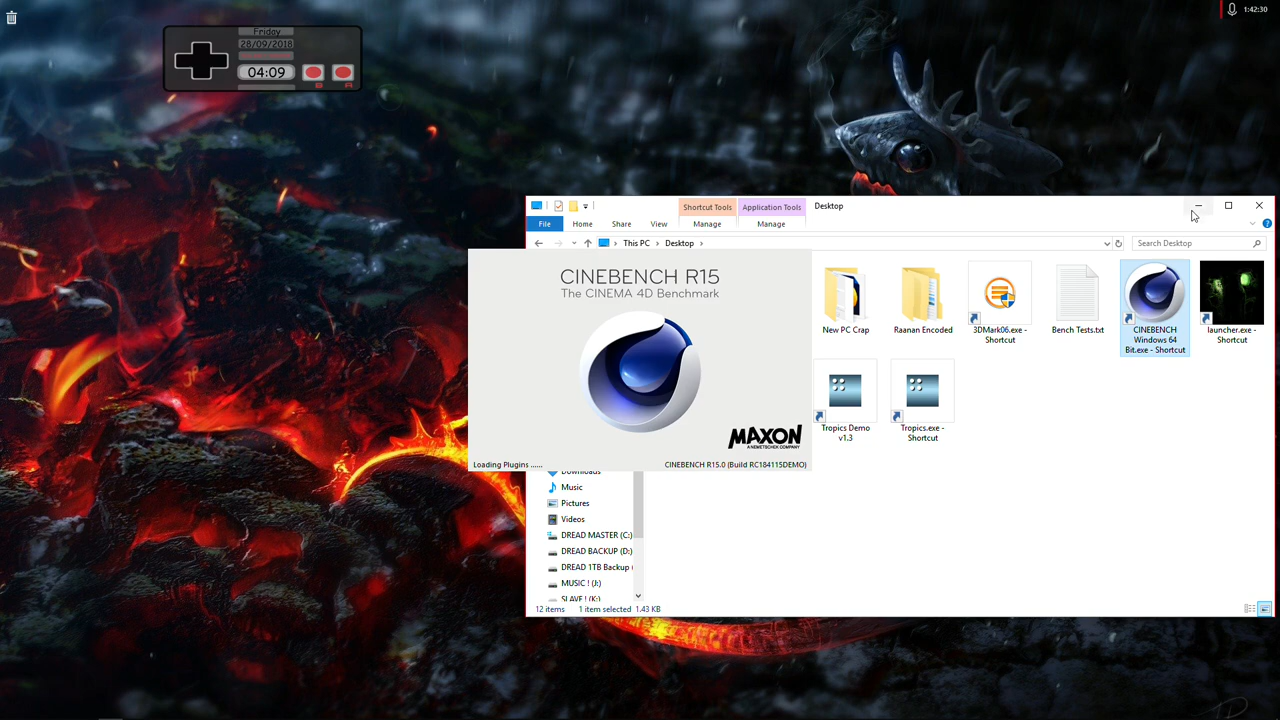 1:42:30
Friday
28/09/2018
04:09
B
A
Shortcut Tools
Application Tools
Desktop
File
Home
Share
View
Manage
Manage
This PC
Desktop
Search Desktop
CINEBENCH R15
The CINEMA 4D Benchmark
MAXON
A NEMETSCHEK COMPANY
Loading Plugins ......
CINEBENCH R15.0 (Build RC184115DEMO)
New PC Crap
Raanan Encoded
3DMark06.exe -
Shortcut
Bench Tests.txt
CINEBENCH
Windows 64
Bit.exe - Shortcut
launcher.exe -
Shortcut
Tropics Demo
v1.3
Tropics.exe -
Shortcut
Downloads
Music
Pictures
Videos
DREAD MASTER (C:)
DREAD BACKUP (D:)
DREAD 1TB Backup (
MUSIC ! (J:)
SLAVE ! (K:)
12 items
1 item selected
1.43 KB